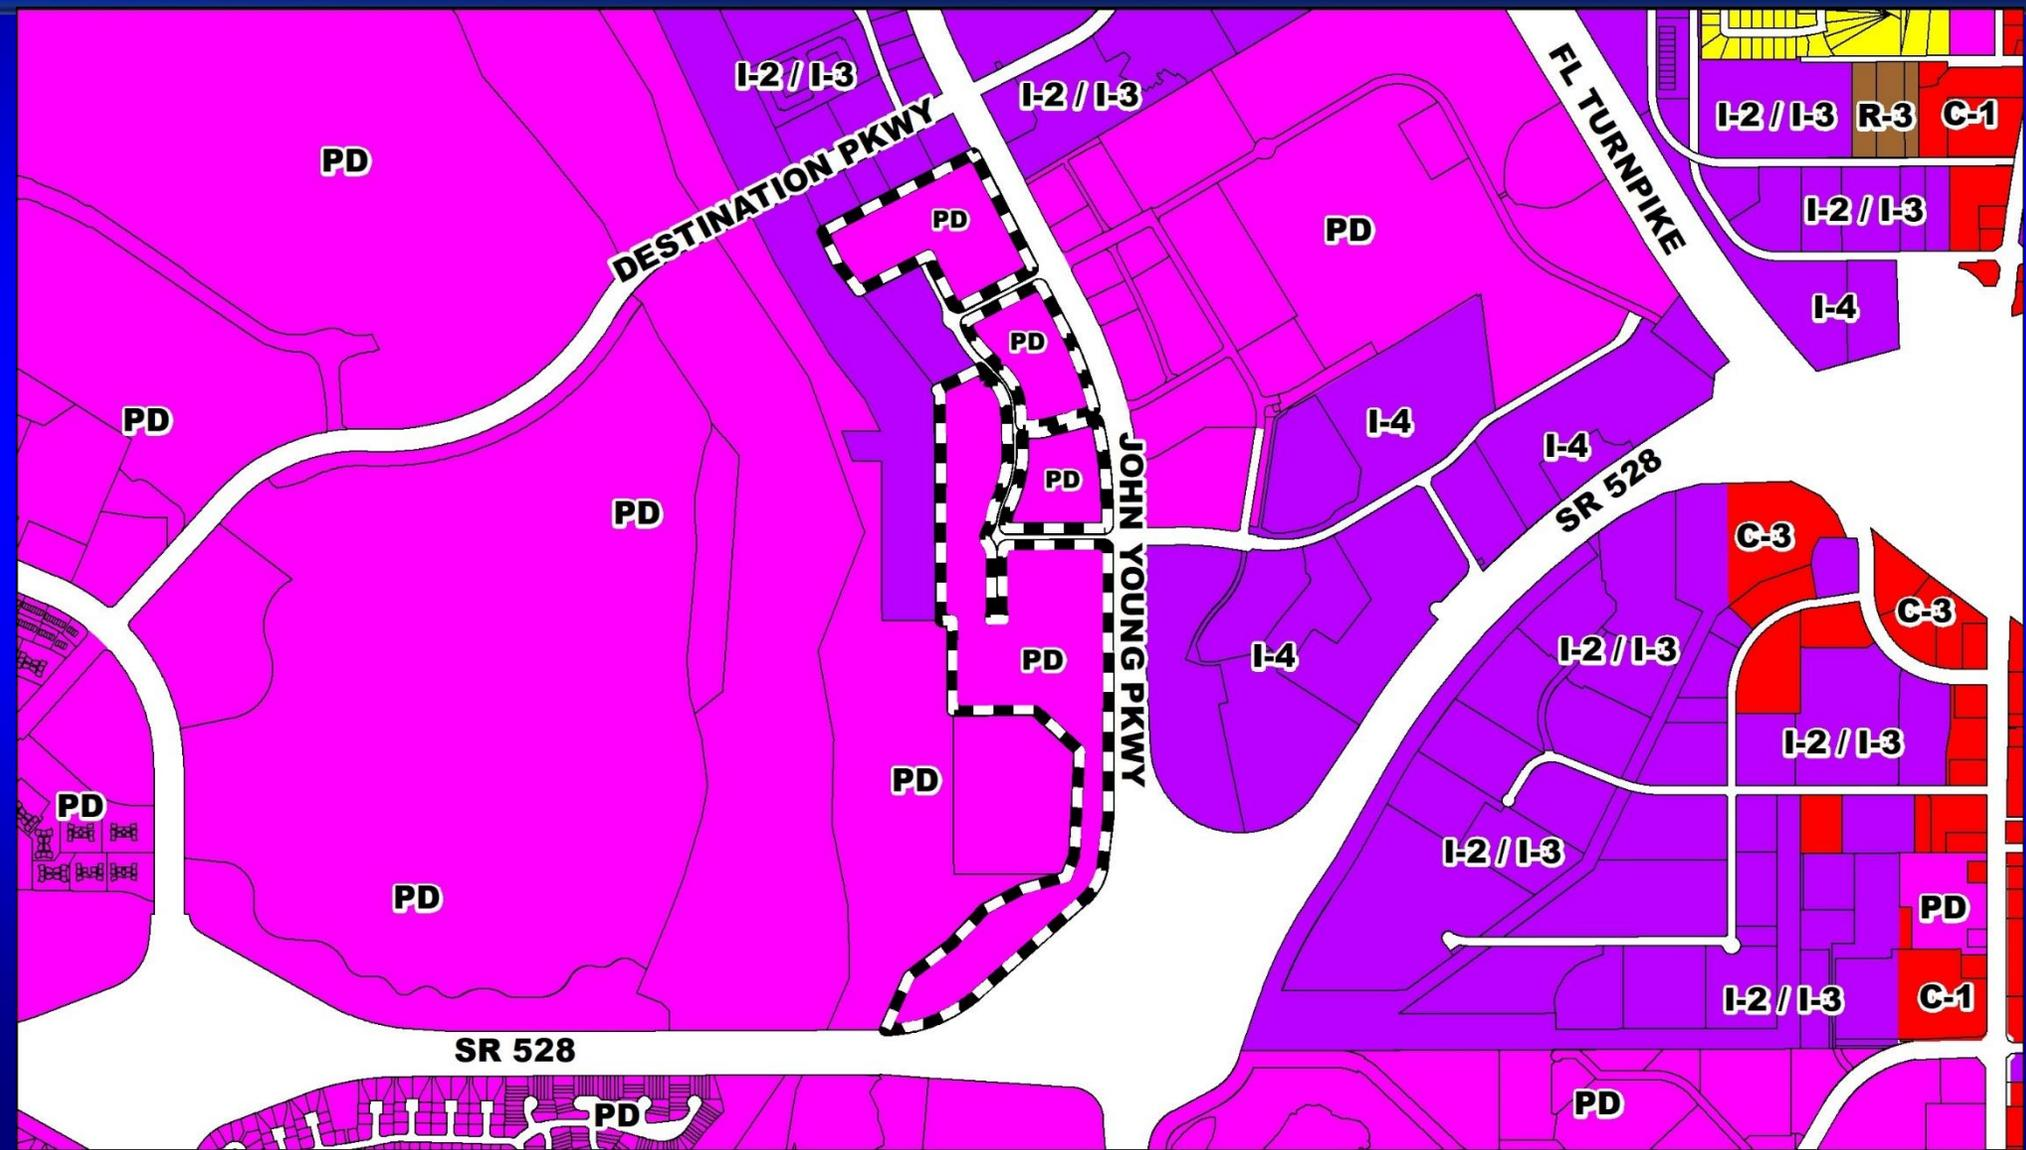 I-2 / I-3
I-2 / I-3
FL TURNPIKE
I-2 / I-3
R-3
C-1
PD
DESTINATION PKWY
PD
PD
I-2 / I-3
I-4
PD
PD
I-4
I-4
PD
PD
JOHN YOUNG PKWY
SR 528
C-3
C-3
PD
I-4
I-2 / I-3
I-2 / I-3
PD
PD
I-2 / I-3
PD
PD
I-2 / I-3
C-1
SR 528
PD
PD